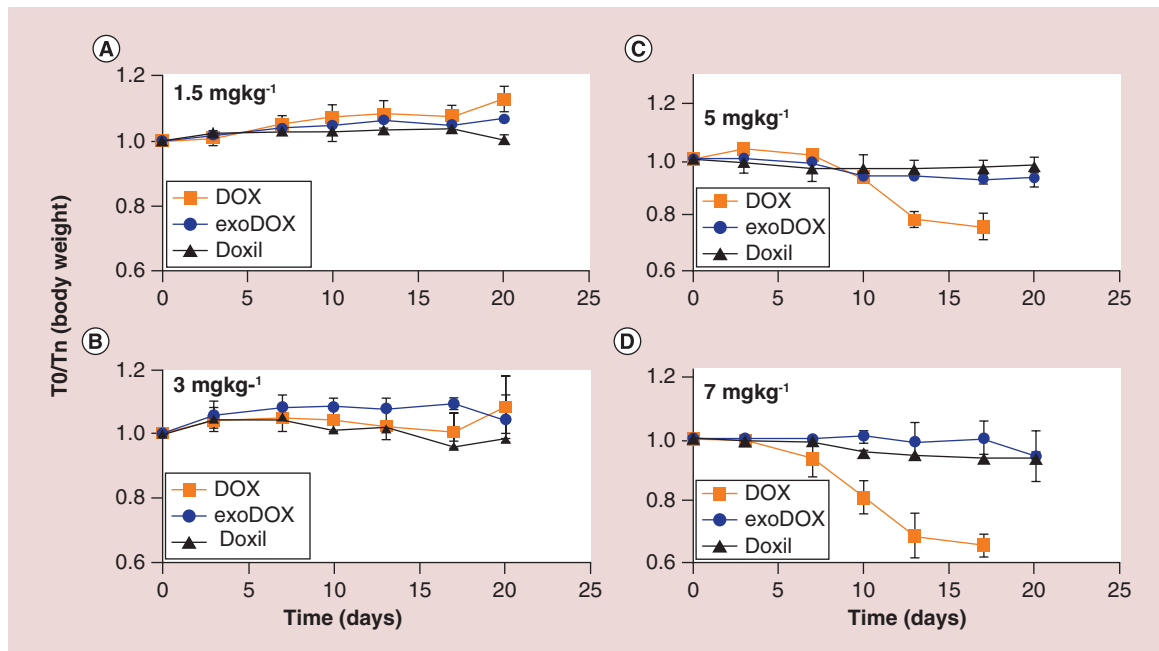 A
1.5 mgkg-1
1.2
1.0
0.8
0.6
DOX
exoDOX
Doxil
0 5 10 15 20 25
B
3 mgkg-1
1.2
1.0
0.8
0.6
DOX
exoDOX
Doxil
0 5 10 15 20 25
Time (days)
T0/Tn (body weight)
C
5 mgkg-1
1.2
1.0
0.8
0.6
DOX
exoDOX
Doxil
0 5 10 15 20 25
D
7 mgkg-1
1.2
1.0
0.8
0.6
DOX
exoDOX
Doxil
0 5 10 15 20 25
Time (days)